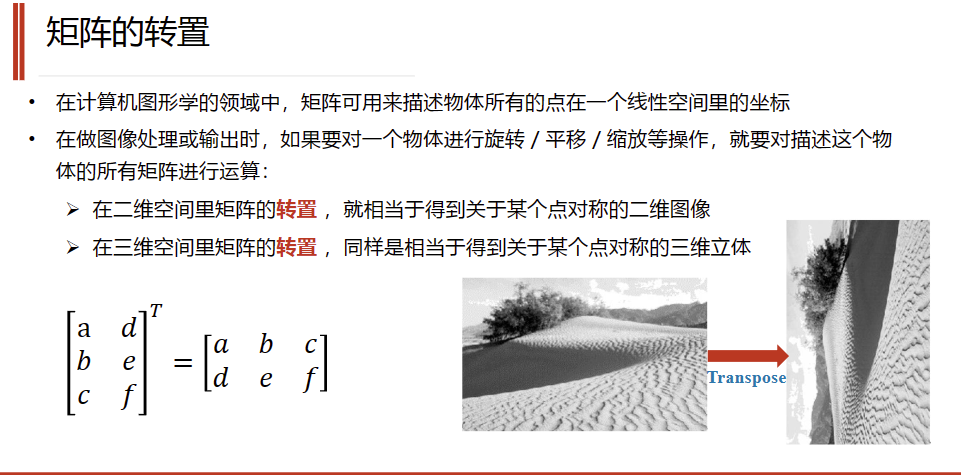 矩阵的转置
• 在计算机图形学的领域中，矩阵可用来描述物体所有的点在一个线性空间里的坐标
• 在做图像处理或输出时，如果要对一个物体进行旋转 / 平移 / 缩放等操作，就要对描述这个物
体的所有矩阵进行运算：
➢ 在二维空间里矩阵的转置 ，就相当于得到关于某个点对称的二维图像
➢ 在三维空间里矩阵的转置 ，同样是相当于得到关于某个点对称的三维立体
[a d
b e
c f]^T = [a b c
d e f]
Transpose